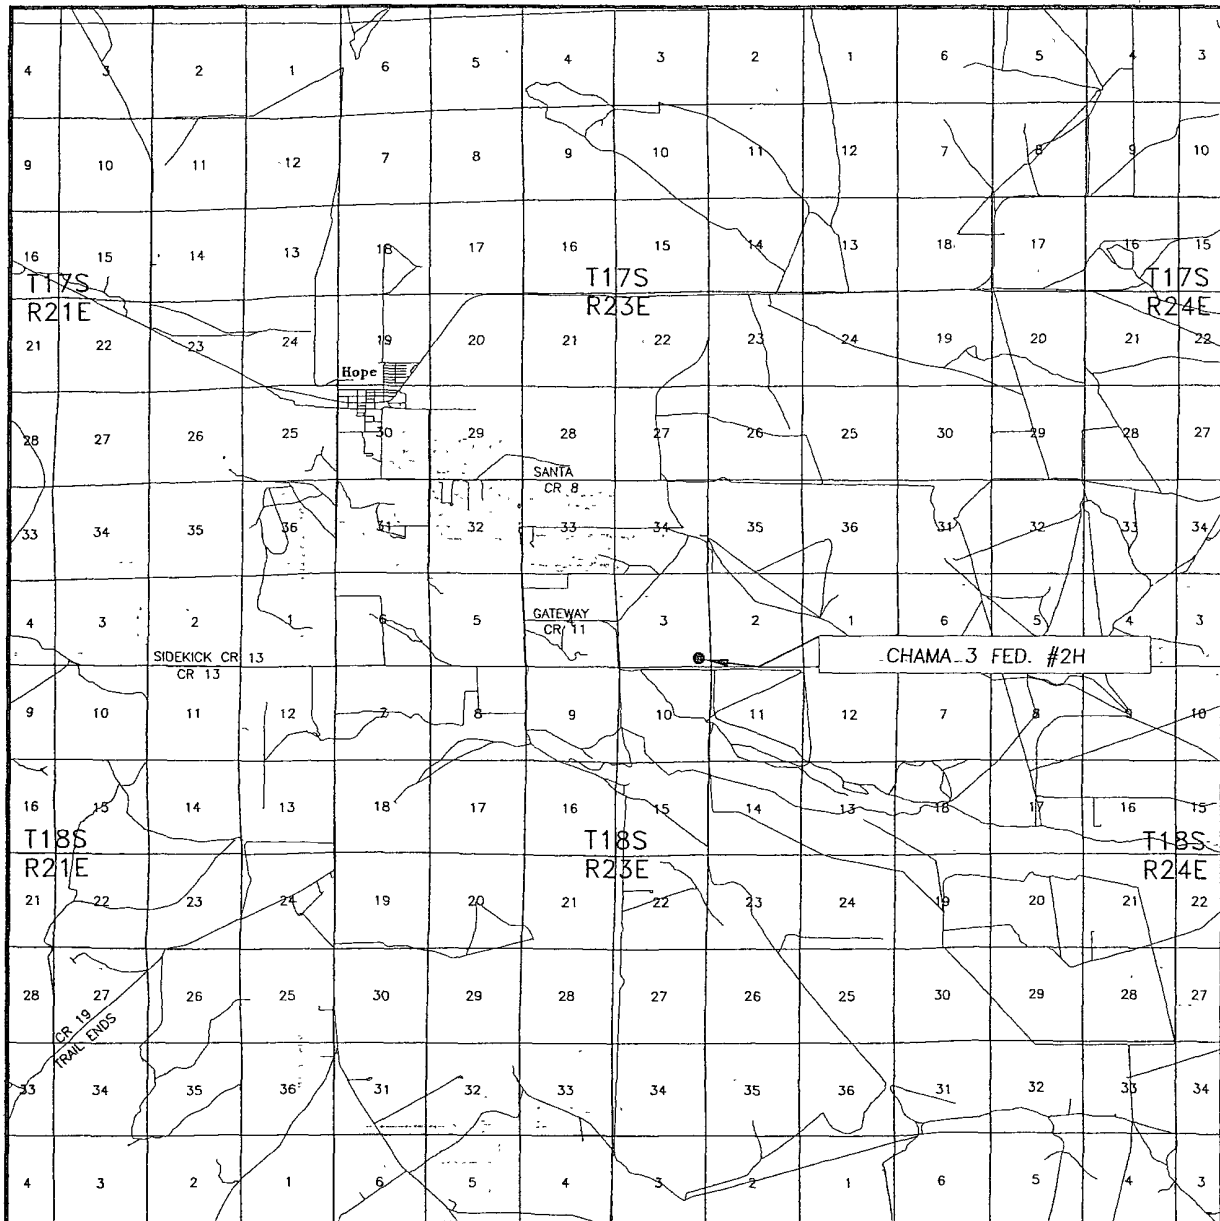 4 3 2 1 6 5 4 3 2 1 6 5 4 3
9 10 11 12 7 8 9 10 11 12 7 8 9 10
16 15 14 13 18 17 16 15 14 13 18 17 16 15
T17S T17S T17S
R21E R23E R24E
21 22 23 24 19 20 21 22 23 24 19 20 21 22
Hope
28 27 26 25 30 29 28 27 26 25 30 29 28 27
SANTA
CR 8
33 34 35 36 31 32 33 34 35 36 31 32 33 34
GATEWAY
4 3 2 1 6 5 4 3 2 1 6 5 4 3
CR 11
SIDEKICK CR 13
CR 13
CHAMA 3 FED. #2H
9 10 11 12 7 8 9 10 11 12 7 8 9 10
16 15 14 13 18 17 16 15 14 13 18 17 16 15
T18S T18S T18S
R21E R23E R24E
21 22 23 24 19 20 21 22 23 24 19 20 21 22
28 27 26 25 30 29 28 27 26 25 30 29 28 27
CR 19
TRAIL ENDS
33 34 35 36 31 32 33 34 35 36 31 32 33 34
4 3 2 1 6 5 4 3 2 1 6 5 4 3